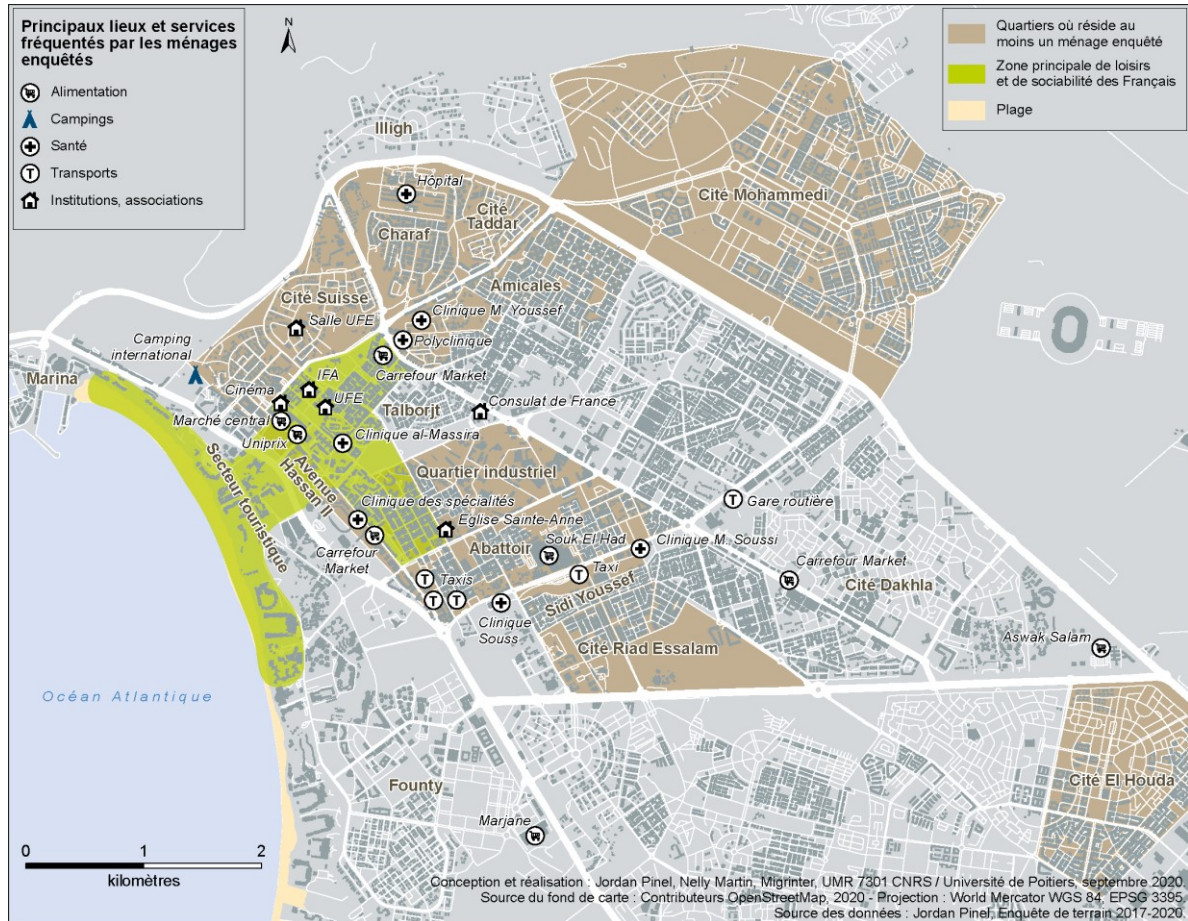 Principaux lieux et services
fréquentés par les ménages
enquêtés
Alimentation
Campings
Santé
Transports
Institutions, associations
N
Quartiers où réside au
moins un ménage enquêté
Zone principale de loisirs
et de sociabilité des Français
Plage
Illigh
Hôpital
Cité
Taddar
Charaf
Cité Mohammedi
Cité Suisse
Salle UFE
Amicales
Clinique M. Youssef
Polyclinique
Camping
international
Carrefour
Market
Marina
IFA
Cinéma
UFE
Talborjt
Consulat de France
Marché central
Uniprix
Clinique al-Massira
Avenue
Hassan II
Secteur touristique
Quartier industriel
Clinique des spécialités
Gare routière
Eglise Sainte-Anne
Souk El Had
Clinique M. Soussi
Abattoir
Carrefour
Market
Carrefour Market
Taxis
Taxi
Cité Dakhla
Sidi Youssef
Clinique
Souss
Cité Riad Essalam
Aswak Salam
Océan Atlantique
Founty
Cité El Houda
Marjane
0 1 2
kilomètres
Conception et réalisation : Jordan Pinel, Nelly Martin, Migrinter, UMR 7301 CNRS / Université de Poitiers, septembre 2020.
Source du fond de carte : Contributeurs OpenStreetMap, 2020 - Projection : World Mercator WGS 84, EPSG 3395.
Source des données : Jordan Pinel, Enquête de terrain 2017-2020.